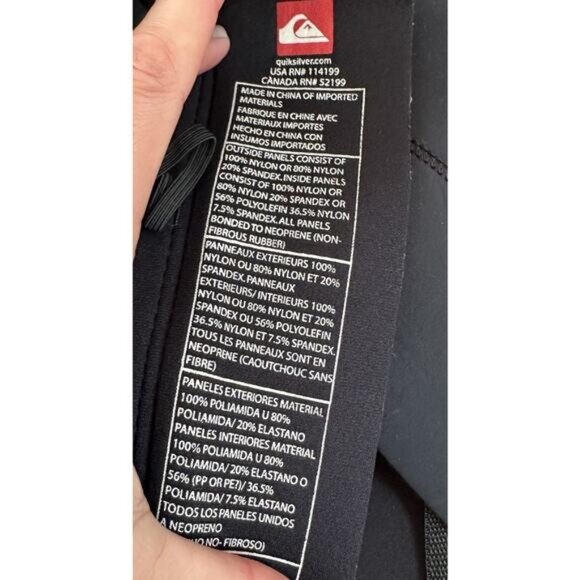 quiksilver.com
USA RN# 114199
CANADA RN# 52199
MADE IN CHINA OF IMPORTED
MATERIALS
FABRIQUE EN CHINE AVEC
MATERIAUX IMPORTES
HECHO EN CHINA CON
INSUMOS IMPORTADOS
OUTSIDE PANELS CONSIST OF
100% NYLON OR 80% NYLON
20% SPANDEX. INSIDE PANELS
CONSIST OF 100% NYLON OR
80% NYLON 20% SPANDEX OR
56% POLYOLEFIN 36.5% NYLON
7.5% SPANDEX. ALL PANELS
BONDED TO NEOPRENE (NON-
FIBROUS RUBBER)
PANNEAUX EXTERIEURS 100%
NYLON OU 80% NYLON ET 20%
SPANDEX. PANNEAUX
EXTERIEURS/ INTERIEURS 100%
NYLON OU 80% NYLON ET 20%
SPANDEX OU 56% POLYOLEFIN
36.5% NYLON ET 7.5% SPANDEX.
TOUS LES PANNEAUX SONT EN
NEOPRENE (CAOUTCHOUC SANS
FIBRE)
PANELES EXTERIORES MATERIAL
100% POLIAMIDA U 80%
POLIAMIDA/ 20% ELASTANO
PANELES INTERIORES MATERIAL
100% POLIAMIDA U 80%
POLIAMIDA/ 20% ELASTANO O
56% (PP OR PE?)/ 36.5%
POLIAMIDA/ 7.5% ELASTANO
TODOS LOS PANELES UNIDOS
A NEOPRENO
NO NO- FIBROSO)